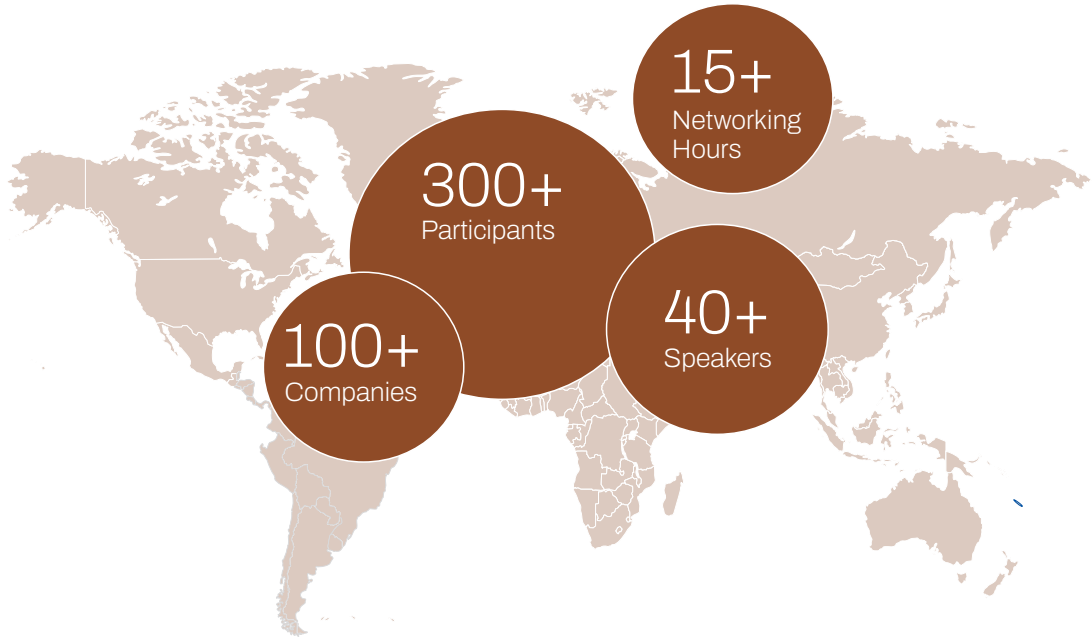 15+
Networking
Hours
300+
Participants
40+
Speakers
100+
Companies